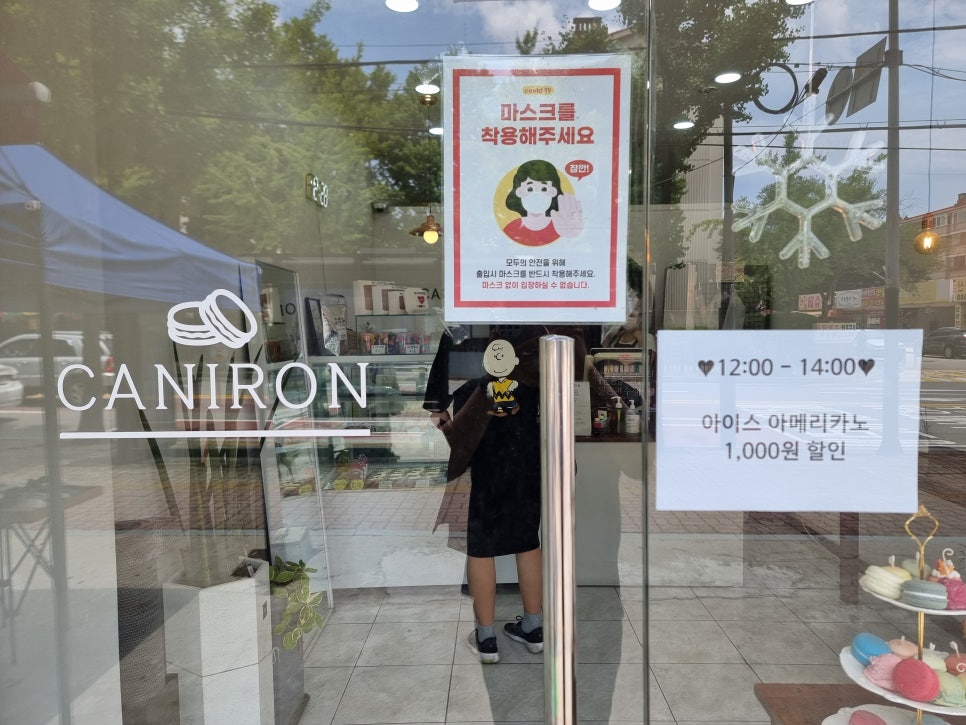 covid 19
마스크를
착용해주세요
잠깐!
모두의 안전을 위해
출입시 마스크를 반드시 착용해주세요.
마스크 없이 입장하실 수 없습니다.
CANIRON
♥12:00 - 14:00♥
아이스 아메리카노
1,000원 할인